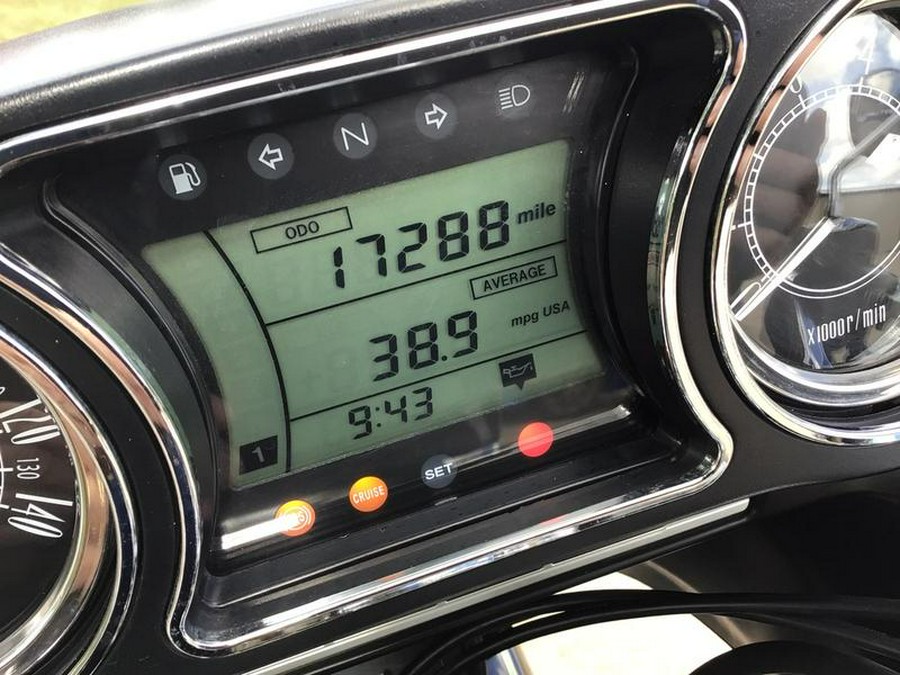 N
ODO
17288 mile
AVERAGE
38.9 mpg USA
9:43
1
CRUISE
SET
120
130
140
X1000r/min